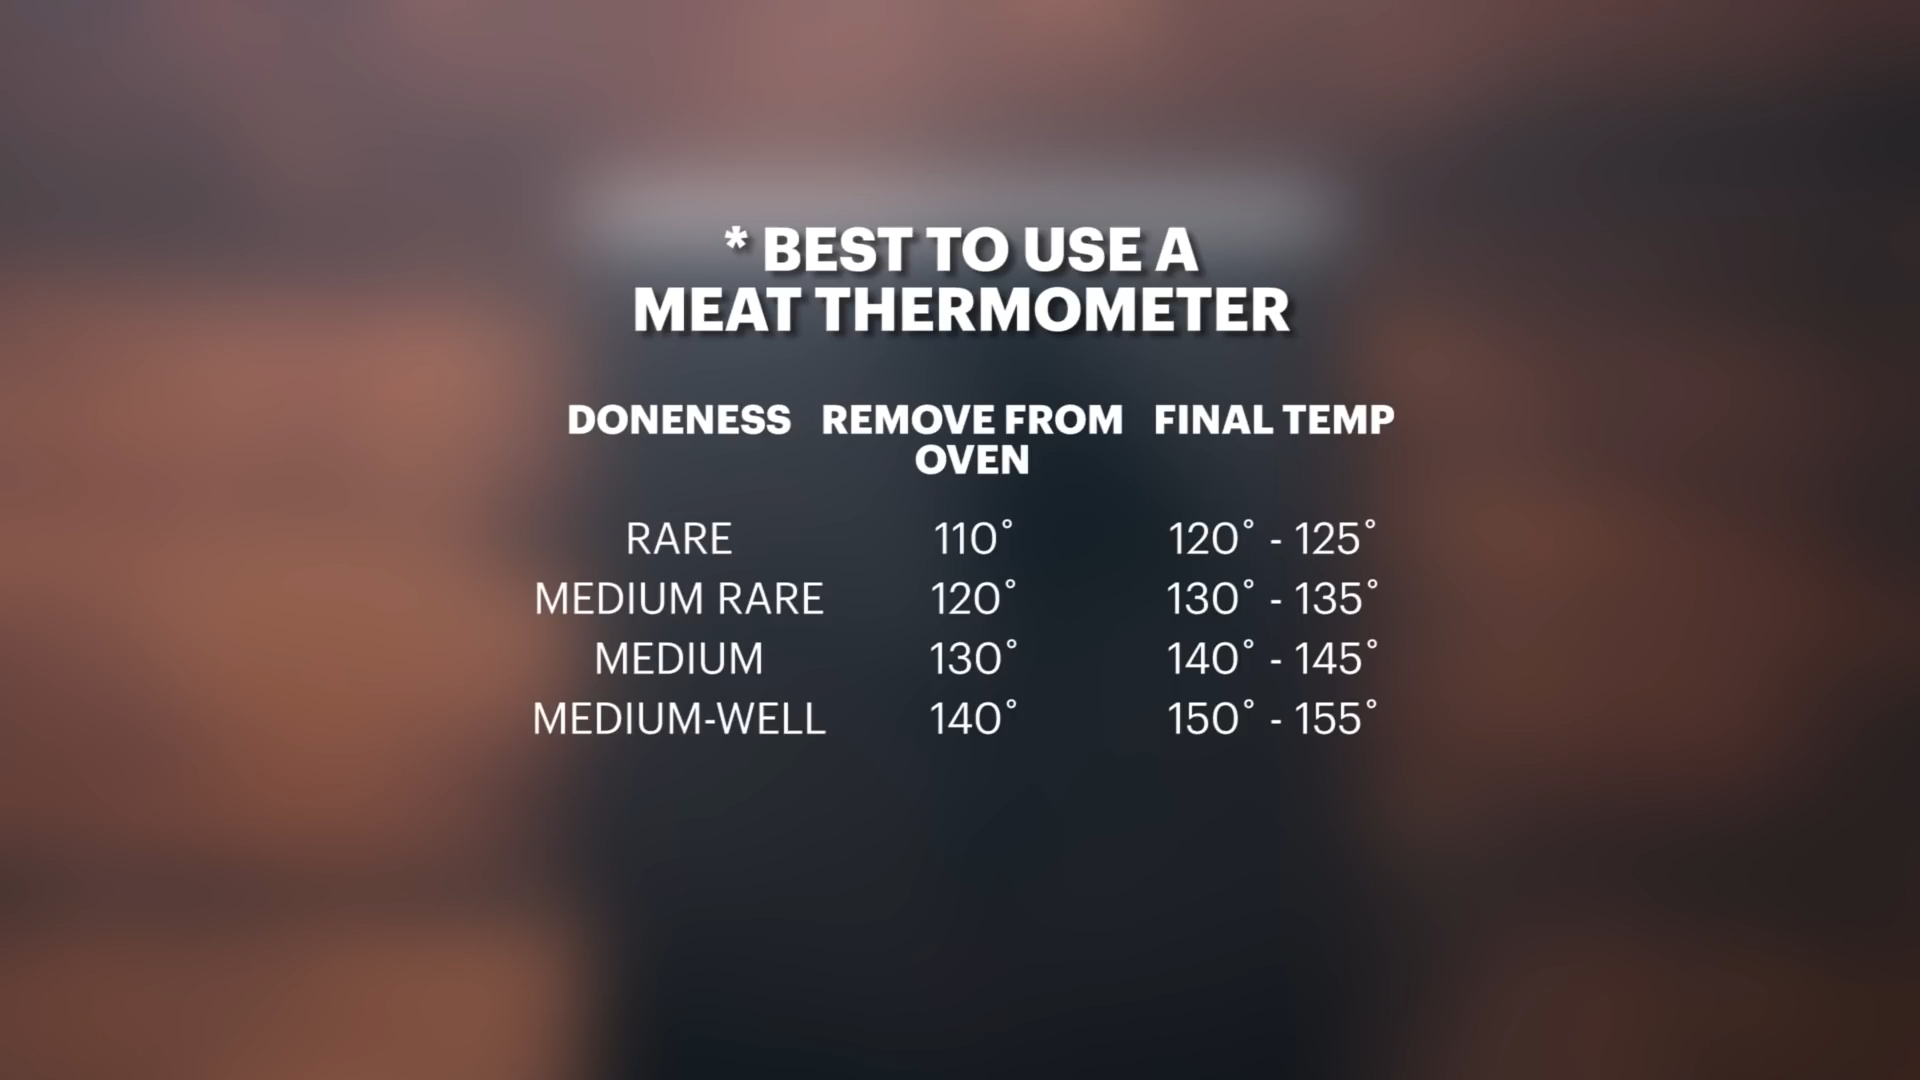 * BEST TO USE A
MEAT THERMOMETER
DONENESS REMOVE FROM OVEN FINAL TEMP
RARE 110˚ 120˚ - 125˚
MEDIUM RARE 120˚ 130˚ - 135˚
MEDIUM 130˚ 140˚ - 145˚
MEDIUM-WELL 140˚ 150˚ - 155˚